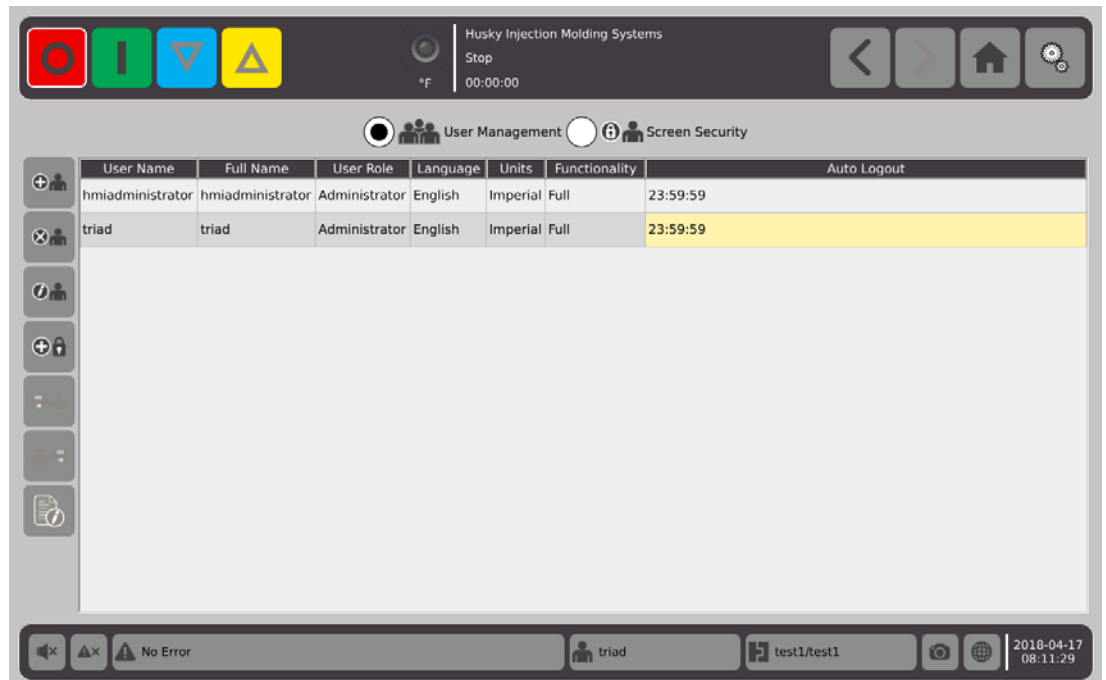 Husky Injection Molding Systems
Stop
°F 00:00:00
User Management Screen Security
User Name Full Name User Role Language Units Functionality Auto Logout
hmiadministrator hmiadministrator Administrator English Imperial Full 23:59:59
triad triad Administrator English Imperial Full 23:59:59
No Error triad test1/test1 2018-04-17
08:11:29